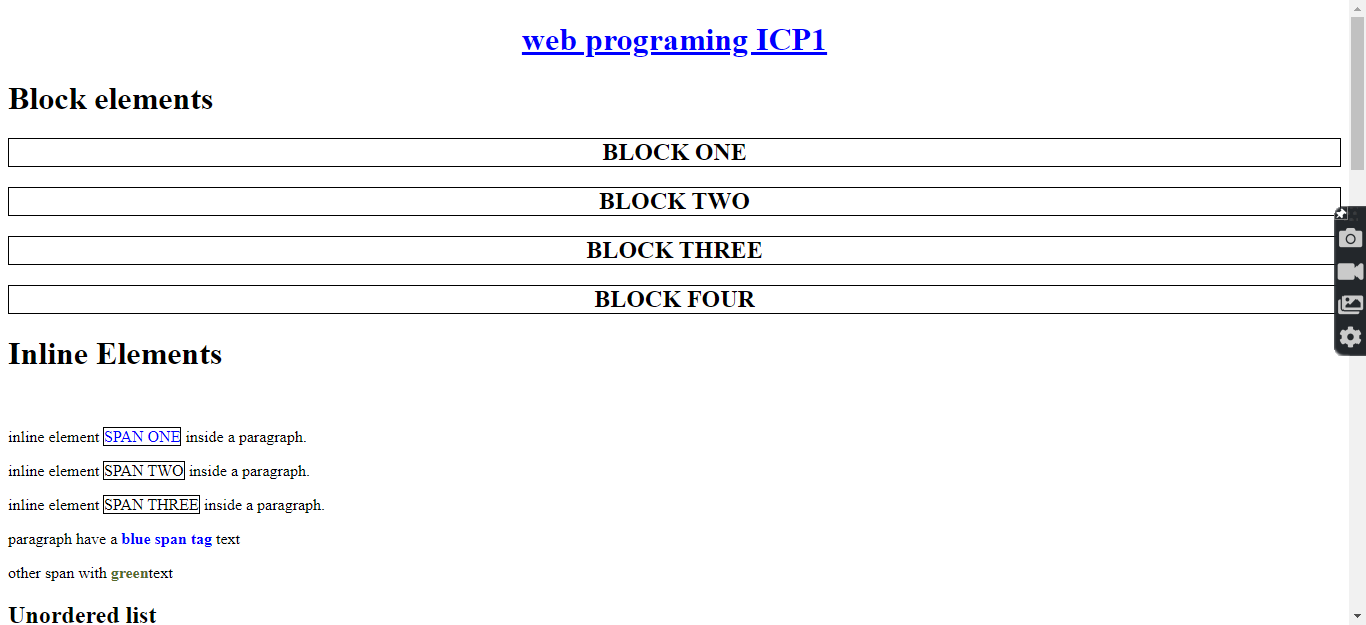 web programing ICP1
Block elements
BLOCK ONE
BLOCK TWO
BLOCK THREE
BLOCK FOUR
Inline Elements
inline element SPAN ONE inside a paragraph.
inline element SPAN TWO inside a paragraph.
inline element SPAN THREE inside a paragraph.
paragraph have a blue span tag text
other span with greentext
Unordered list